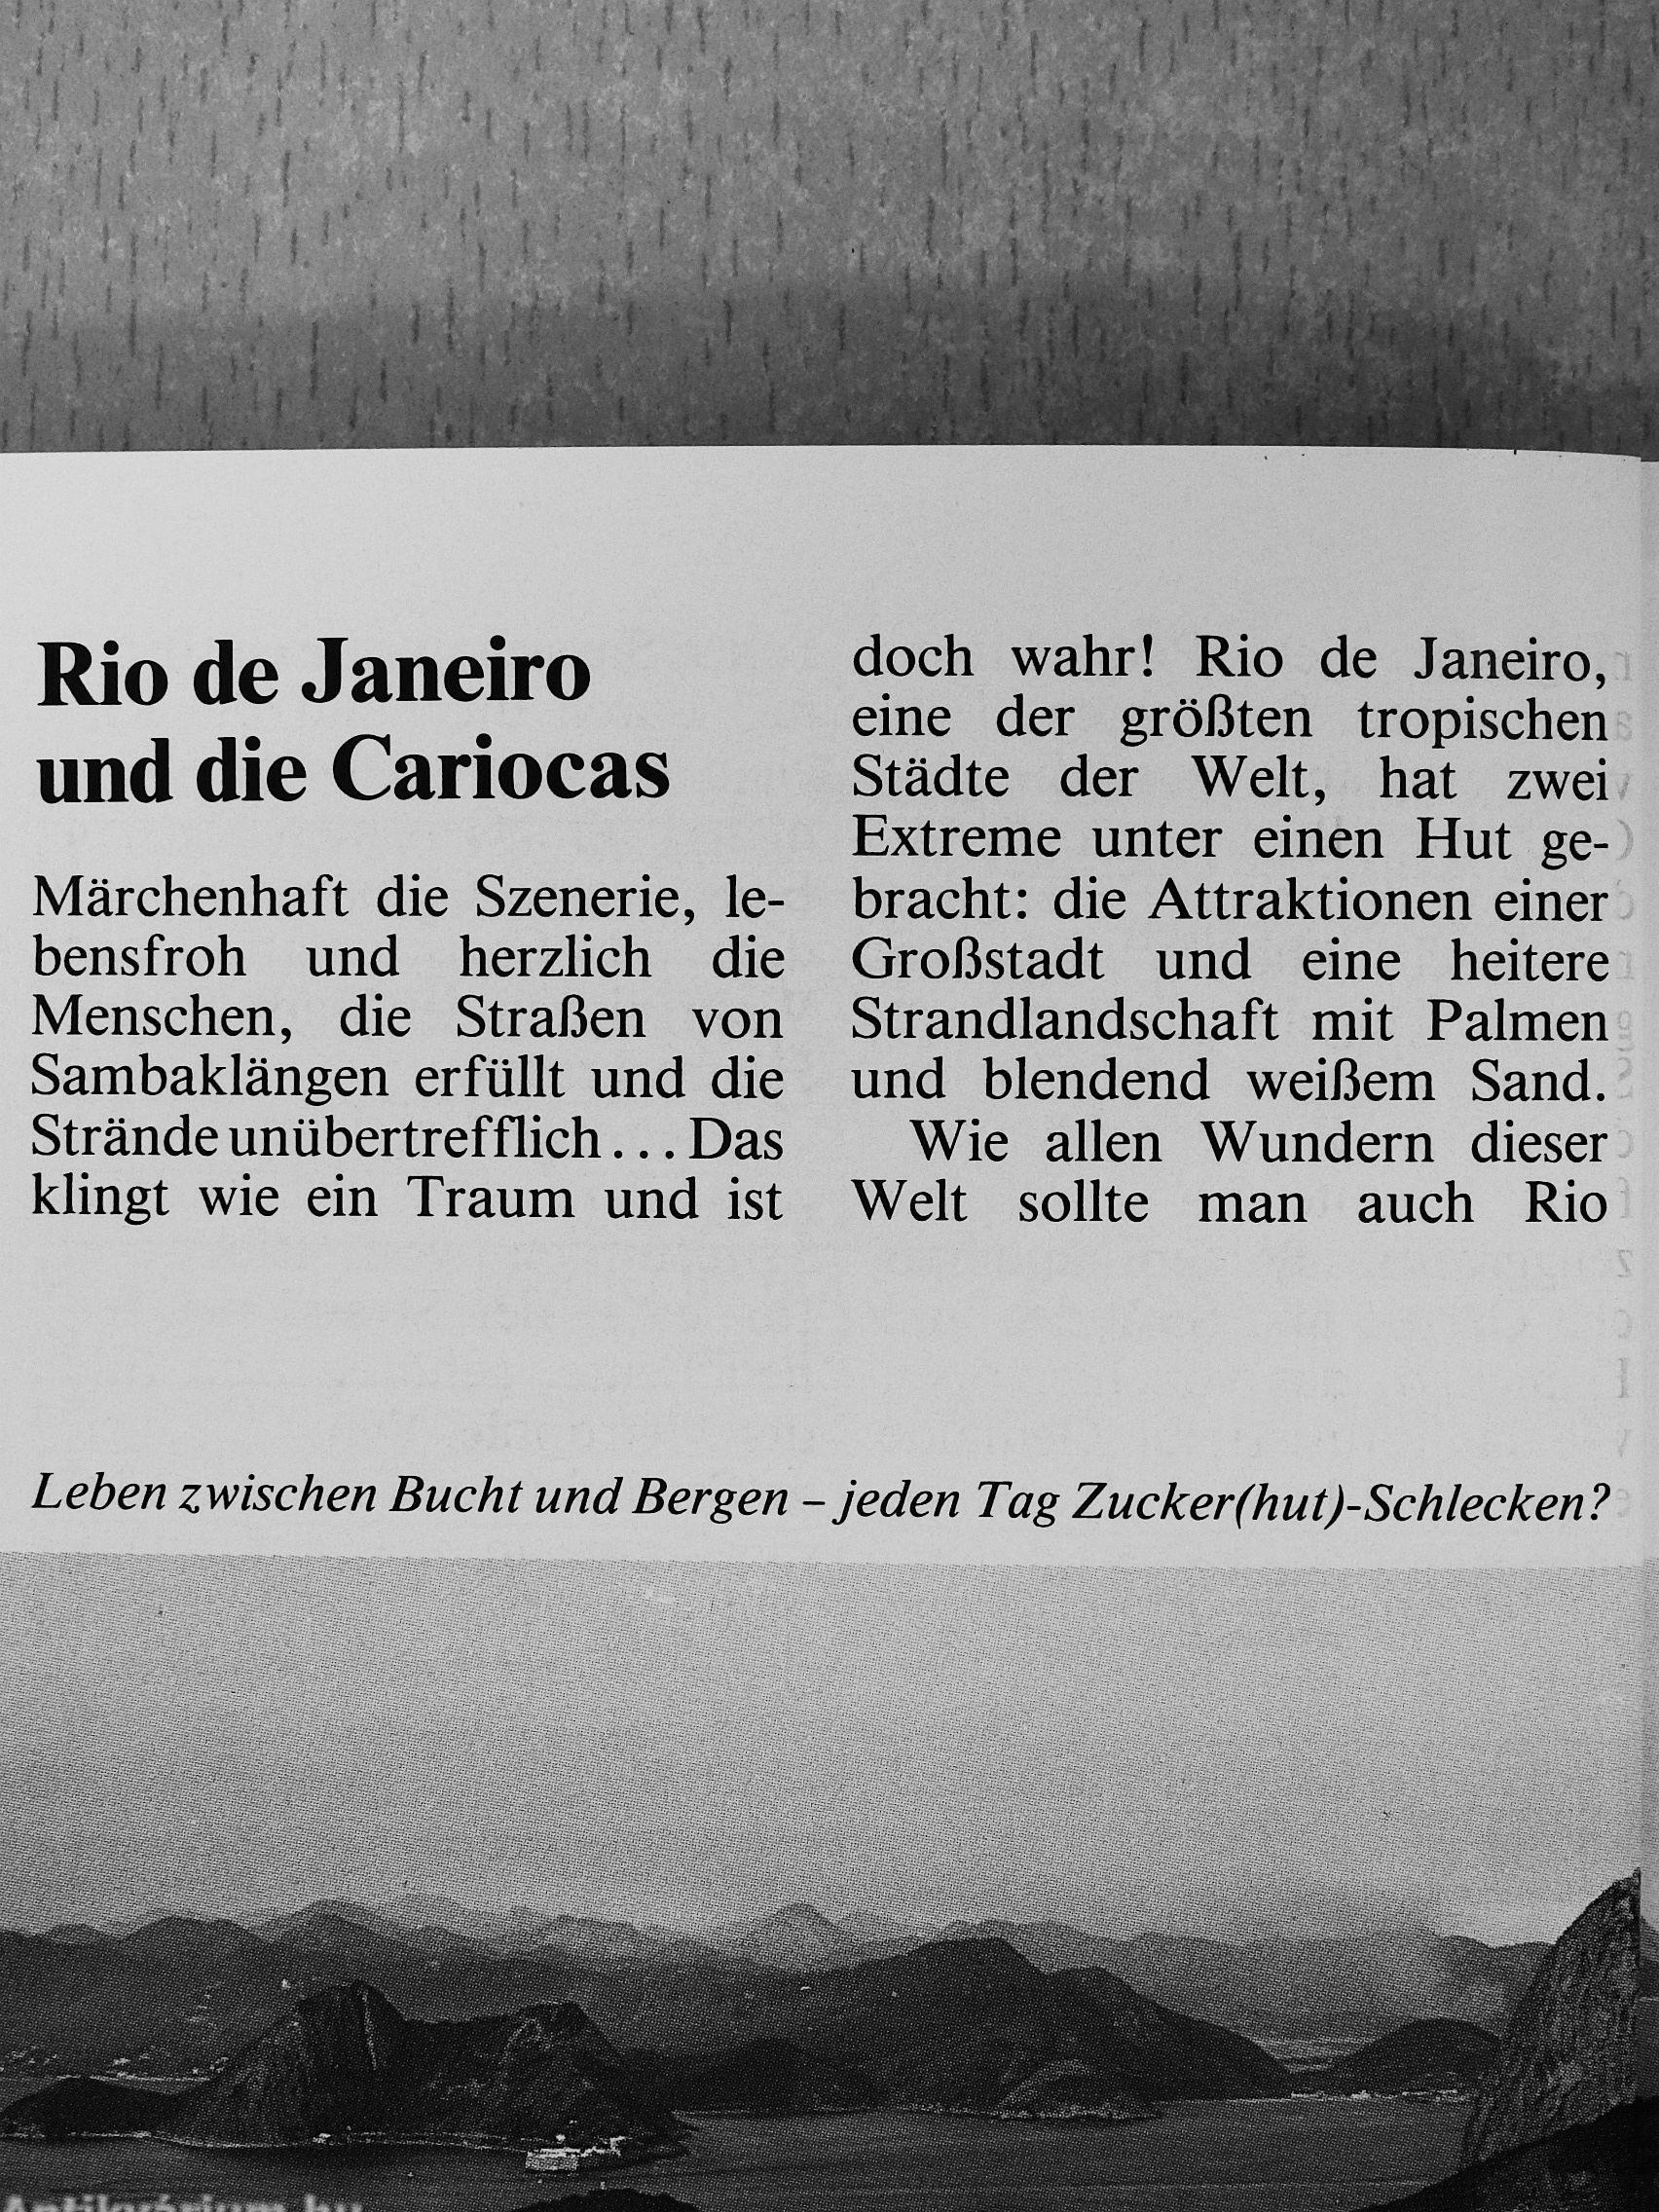 Rio de Janeiro
und die Cariocas
Märchenhaft die Szenerie, le-
bensfroh und herzlich die
Menschen, die Straßen von
Sambaklängen erfüllt und die
Strände unübertrefflich... Das
klingt wie ein Traum und ist
doch wahr! Rio de Janeiro,
eine der größten tropischen
Städte der Welt, hat zwei
Extreme unter einen Hut ge-
bracht: die Attraktionen einer
Großstadt und eine heitere
Strandlandschaft mit Palmen
und blendend weißem Sand.
Wie allen Wundern dieser
Welt sollte man auch Rio
Leben zwischen Bucht und Bergen – jeden Tag Zucker(hut)-Schlecken?
Antikvárium.hu